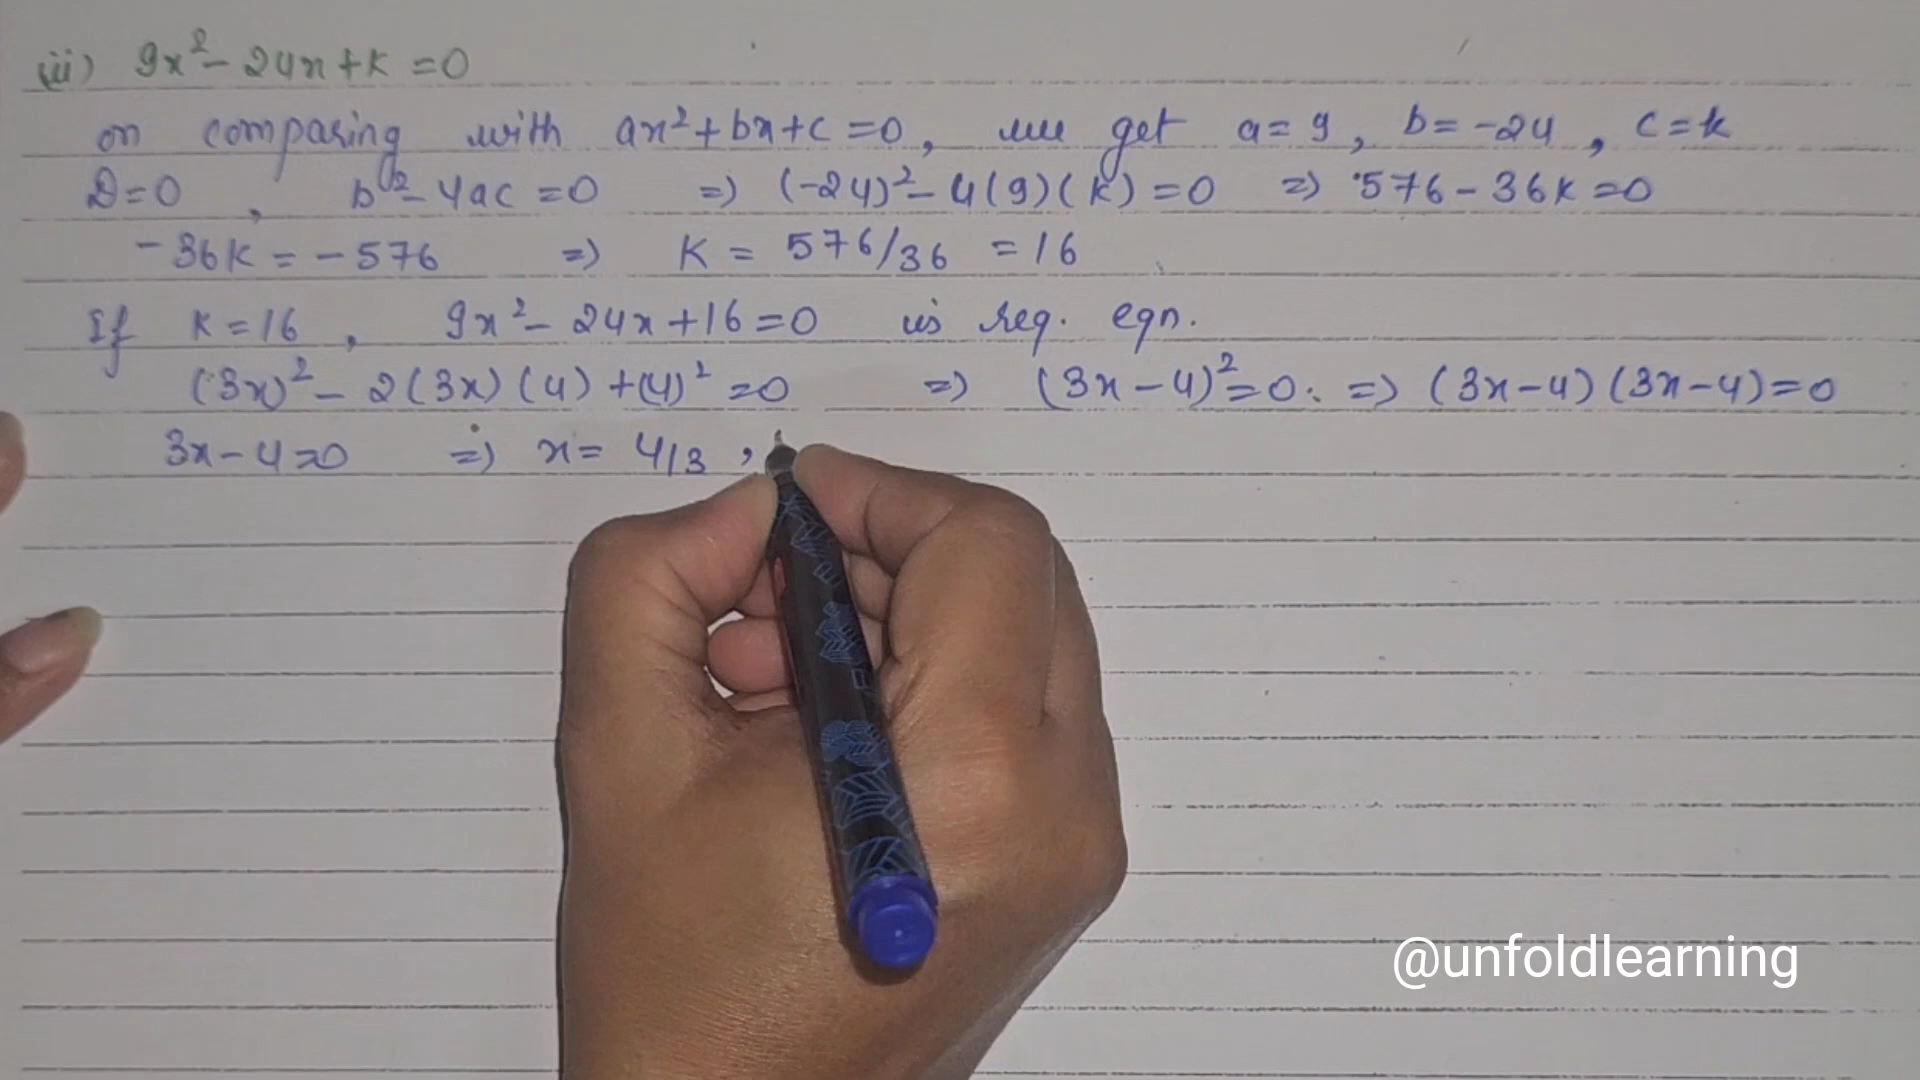 iii) 9x² - 24x + k = 0
on comparing with ax² + bx + c = 0, we get a = 9, b = -24, c = k
D = 0, b² - 4ac = 0 => (-24)² - 4(9)(k) = 0 => 576 - 36k = 0
-36k = -576 => K = 576/36 = 16
If K = 16, 9x² - 24x + 16 = 0 is req. eqn.
(3x)² - 2(3x)(4) + (4)² = 0 => (3x - 4)² = 0. => (3x - 4)(3x - 4) = 0
3x - 4 = 0 => x = 4/3,
@unfoldlearning